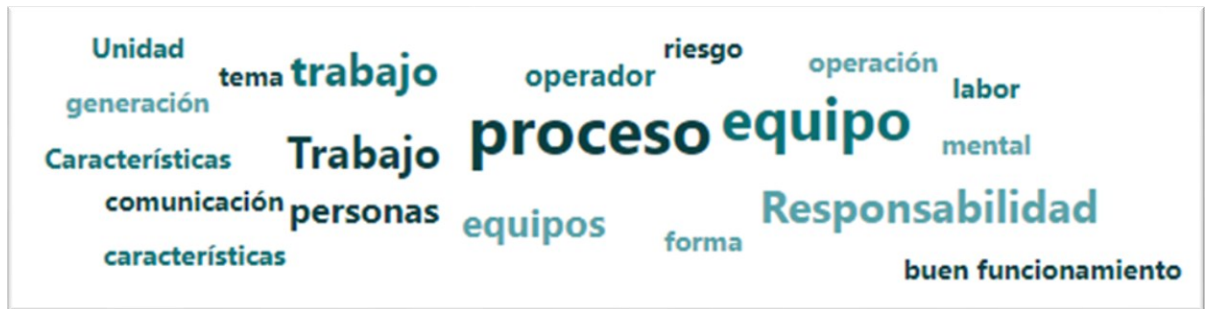 Unidad
riesgo
tema trabajo
operador
operación
generación
labor
Trabajo
proceso
equipo
Características
mental
comunicación
personas
equipos
Responsabilidad
características
forma
buen funcionamiento